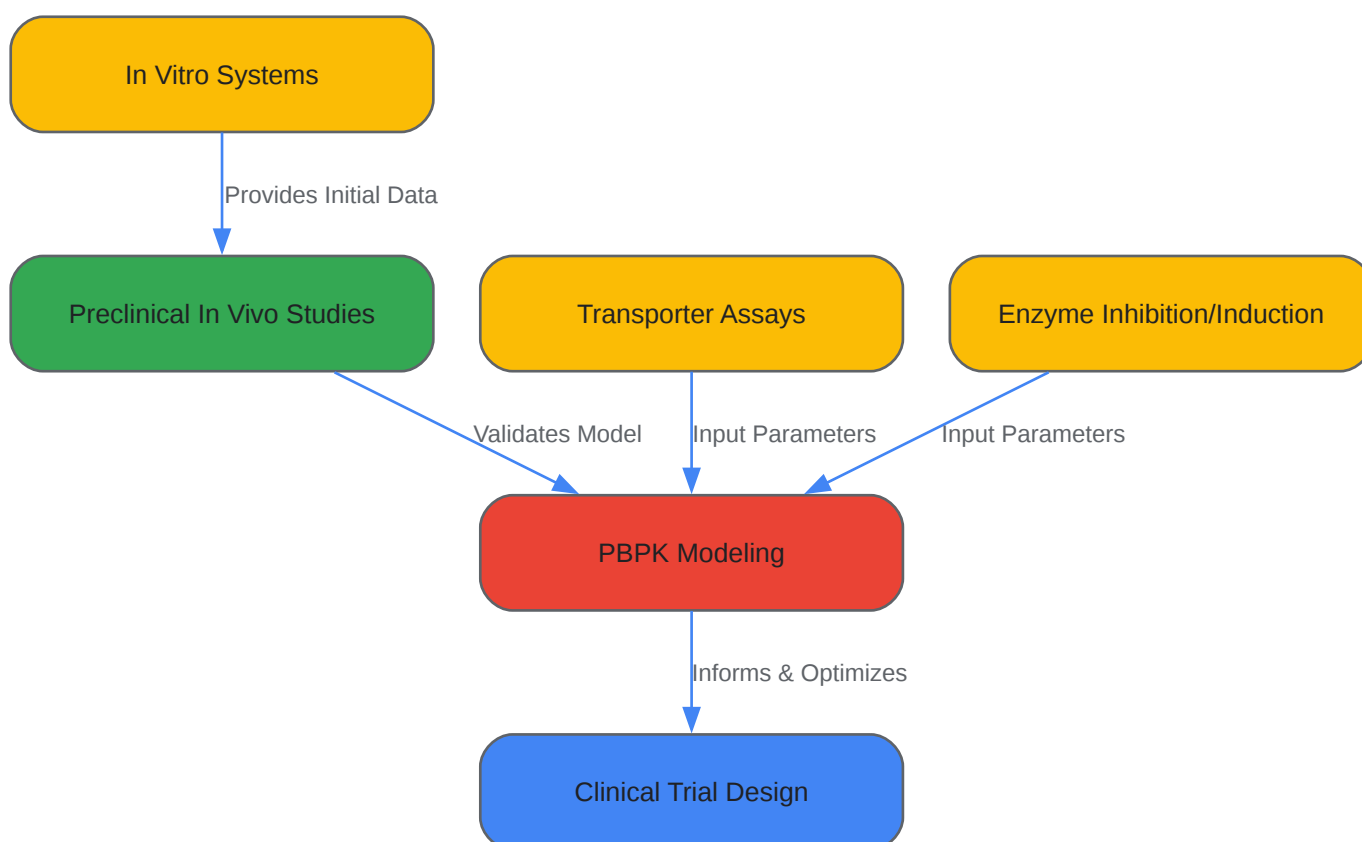 In Vitro Systems
Provides Initial Data
Preclinical In Vivo Studies
Transporter Assays
Enzyme Inhibition/Induction
Validates Model
Input Parameters
Input Parameters
PBPK Modeling
Informs & Optimizes
Clinical Trial Design